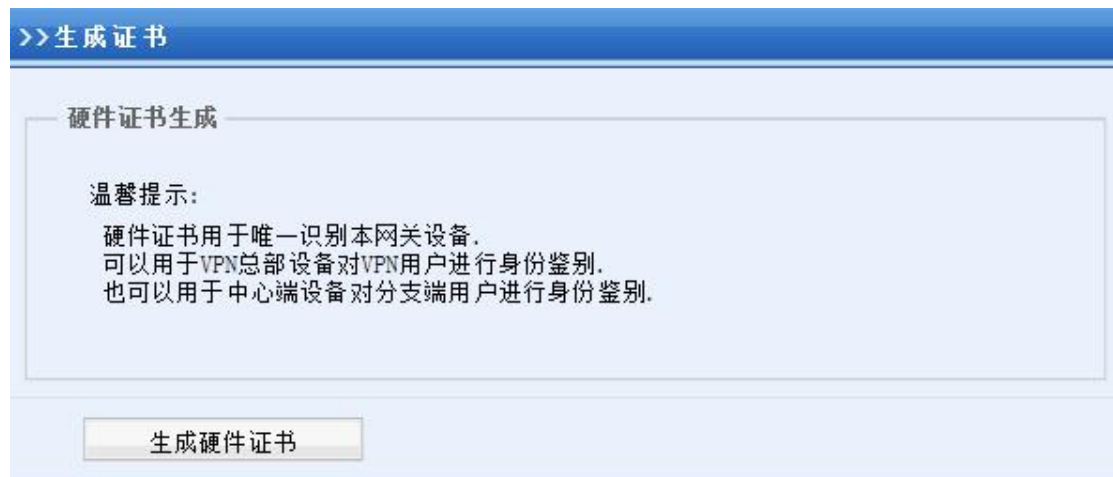 >>生成证书
硬件证书生成
温馨提示:
硬件证书用于唯一识别本网关设备.
可以用于VPN总部设备对VPN用户进行身份鉴别.
也可以用于中心端设备对分支端用户进行身份鉴别.
生成硬件证书